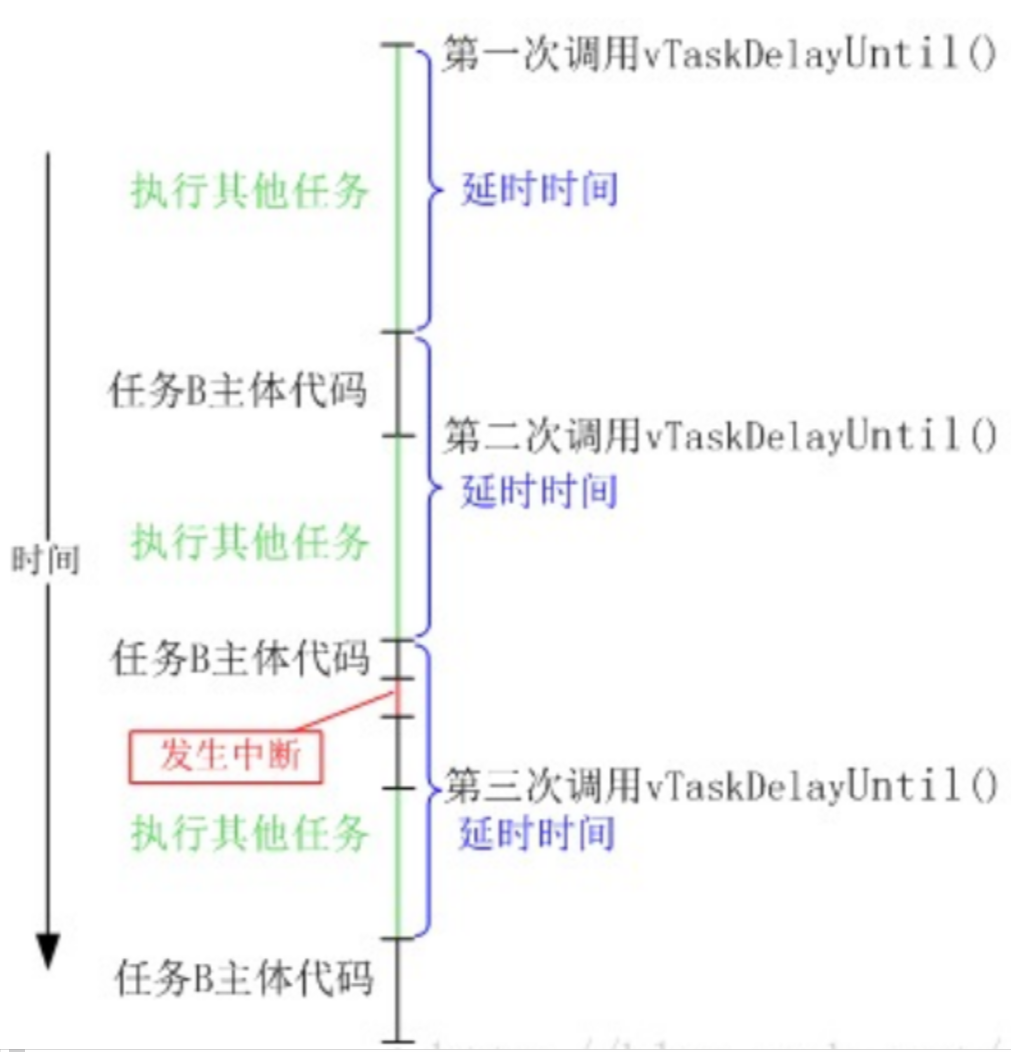 第一次调用vTaskDelayUntil()
执行其他任务
延时时间
任务B主体代码
第二次调用vTaskDelayUntil()
延时时间
执行其他任务
时间
任务B主体代码
发生中断
第三次调用vTaskDelayUntil()
执行其他任务
延时时间
任务B主体代码